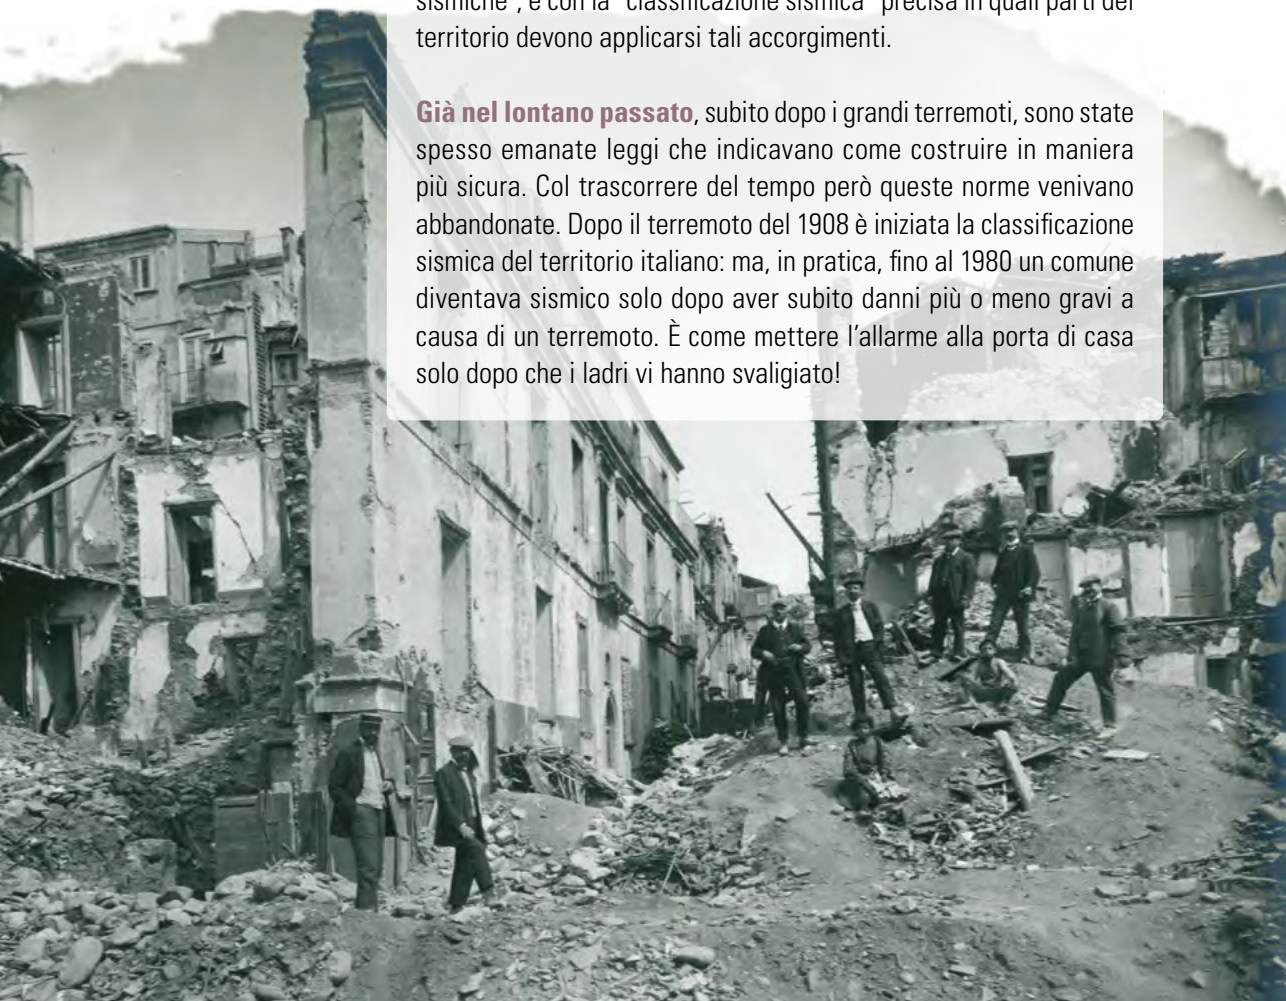 sismiche", e con la "classificazione sismica" precisa in quali parti del
territorio devono applicarsi tali accorgimenti.
Già nel lontano passato, subito dopo i grandi terremoti, sono state
spesso emanate leggi che indicavano come costruire in maniera
più sicura. Col trascorrere del tempo però queste norme venivano
abbandonate. Dopo il terremoto del 1908 è iniziata la classificazione
sismica del territorio italiano: ma, in pratica, fino al 1980 un comune
diventava sismico solo dopo aver subito danni più o meno gravi a
causa di un terremoto. È come mettere l'allarme alla porta di casa
solo dopo che i ladri vi hanno svaligiato!